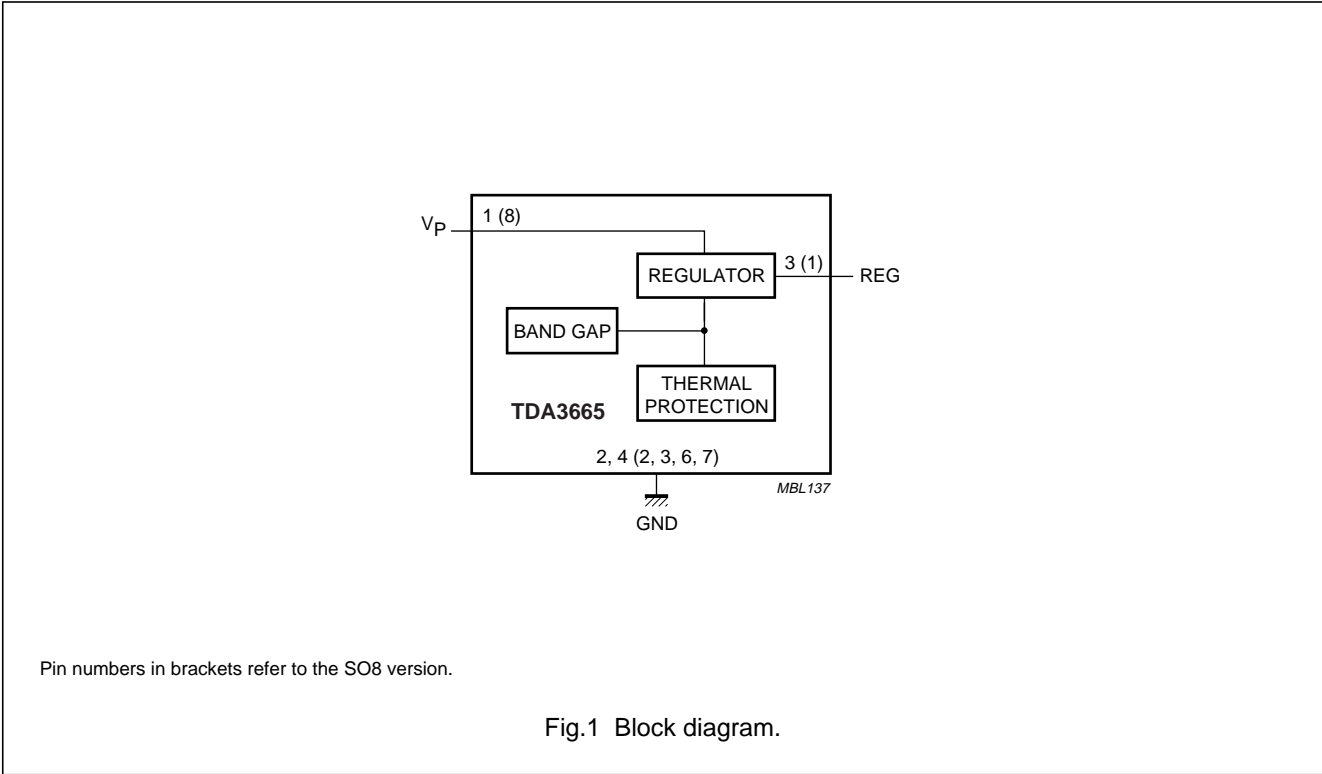 V_P
1 (8)
REGULATOR
3 (1)
REG
BAND GAP
THERMAL
PROTECTION
TDA3665
2, 4 (2, 3, 6, 7)
MBL137
GND
Pin numbers in brackets refer to the SO8 version.
Fig.1 Block diagram.